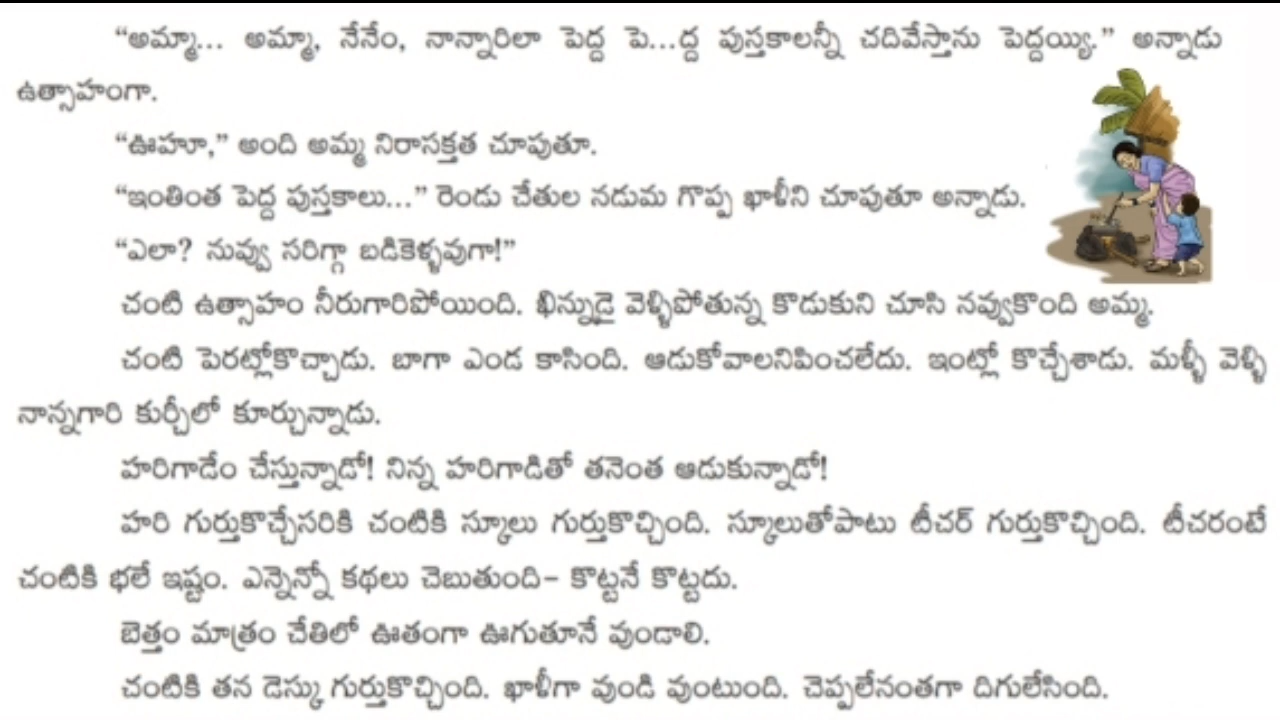 “అమ్మా... అమ్మా, నేనేం, నాన్నారిలా పెద్ద పె...ద్ద పుస్తకాలన్నీ చదివేస్తాను పెద్దయ్యి.” అన్నాడు
ఉత్సాహంగా.
“ఊహూ,” అంది అమ్మ నిరాసక్తత చూపుతూ.
“ఇంతింత పెద్ద పుస్తకాలు...” రెండు చేతుల నడుమ గొప్ప ఖాళీని చూపుతూ అన్నాడు.
“ఎలా? నువ్వు సరిగ్గా బడికెళ్ళవుగా!”
చంటి ఉత్సాహం నీరుగారిపోయింది. ఖిన్నుడై వెళ్ళిపోతున్న కొడుకుని చూసి నవ్వుకొంది అమ్మ.
చంటి పెరట్లోకొచ్చాడు. బాగా ఎండ కాసింది. ఆడుకోవాలనిపించలేదు. ఇంట్లో కొచ్చేశాడు. మళ్ళీ వెళ్ళి
నాన్నగారి కుర్చీలో కూర్చున్నాడు.
హరిగాడేం చేస్తున్నాడో! నిన్న హరిగాడితో తనెంత ఆడుకున్నాడో!
హరి గుర్తుకొచ్చేసరికి చంటికి స్కూలు గుర్తుకొచ్చింది. స్కూలుతోపాటు టీచర్ గుర్తుకొచ్చింది. టీచరంటే
చంటికి భలే ఇష్టం. ఎన్నెన్నో కథలు చెబుతుంది- కొట్టనే కొట్టదు.
బెత్తం మాత్రం చేతిలో ఊతంగా ఊగుతూనే వుండాలి.
చంటికి తన డెస్కు గుర్తుకొచ్చింది. ఖాళీగా వుండి వుంటుంది. చెప్పలేనంతగా దిగులేసింది.